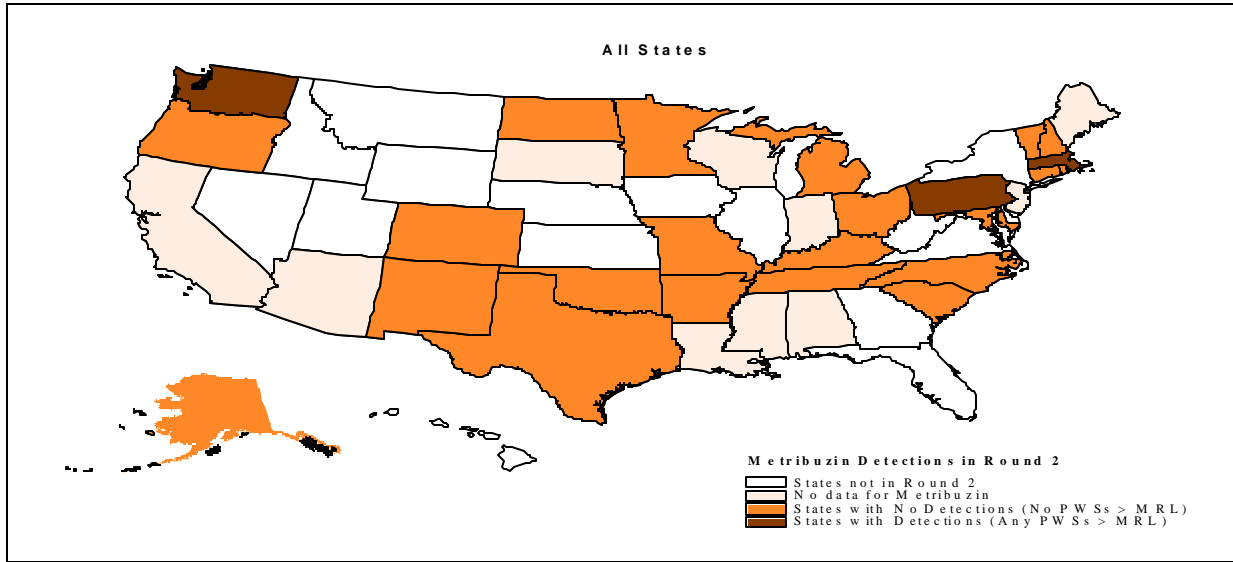 All States
Metribuzin Detections in Round 2
States not in Round 2
No data for Metribuzin
States with No Detections (No PWSs > MRL)
States with Detections (Any PWSs > MRL)